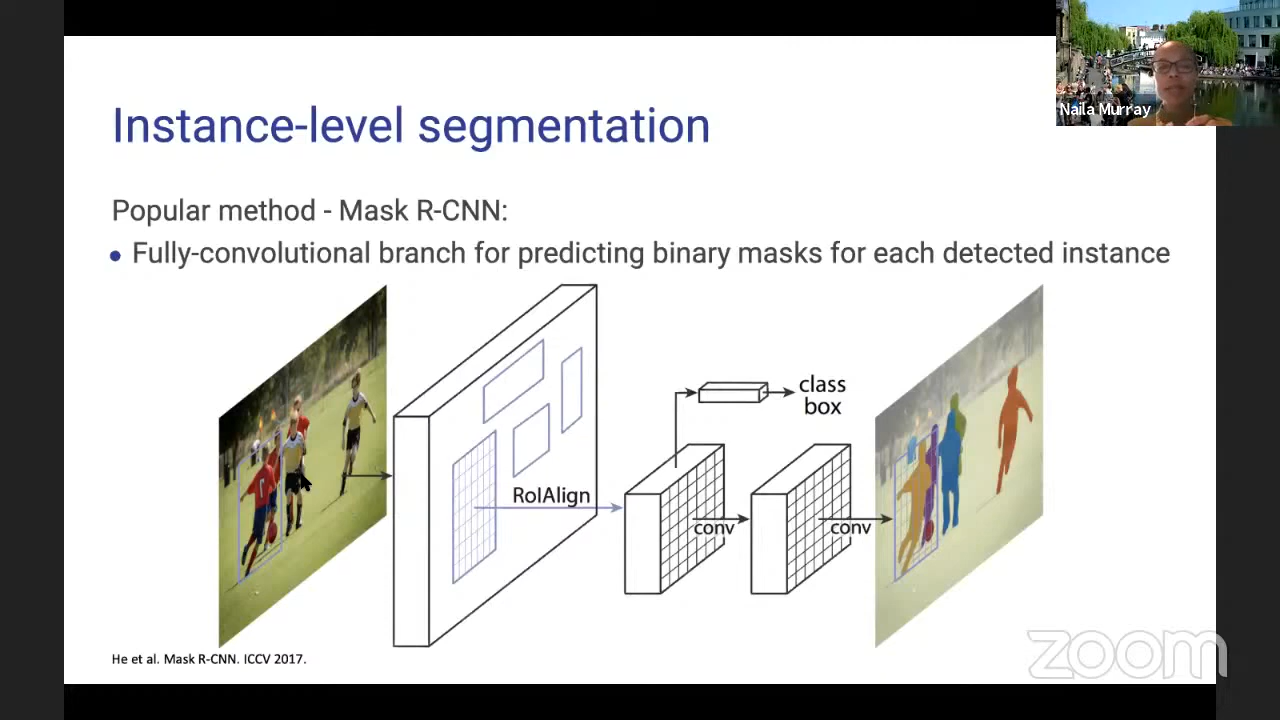 Naila Murray
Instance-level segmentation
Popular method - Mask R-CNN:
• Fully-convolutional branch for predicting binary masks for each detected instance
class
box
RoIAlign
conv
conv
He et al. Mask R-CNN. ICCV 2017.
zoom